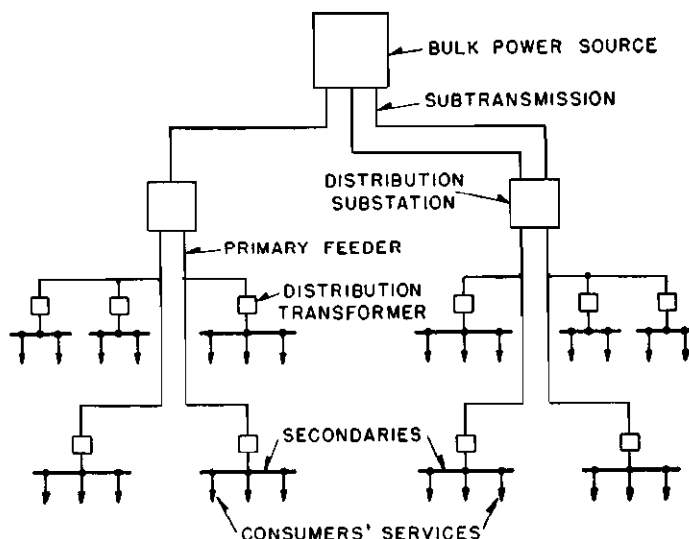 BULK POWER SOURCE
SUBTRANSMISSION
DISTRIBUTION
SUBSTATION
PRIMARY FEEDER
DISTRIBUTION
TRANSFORMER
SECONDARIES
CONSUMERS' SERVICES